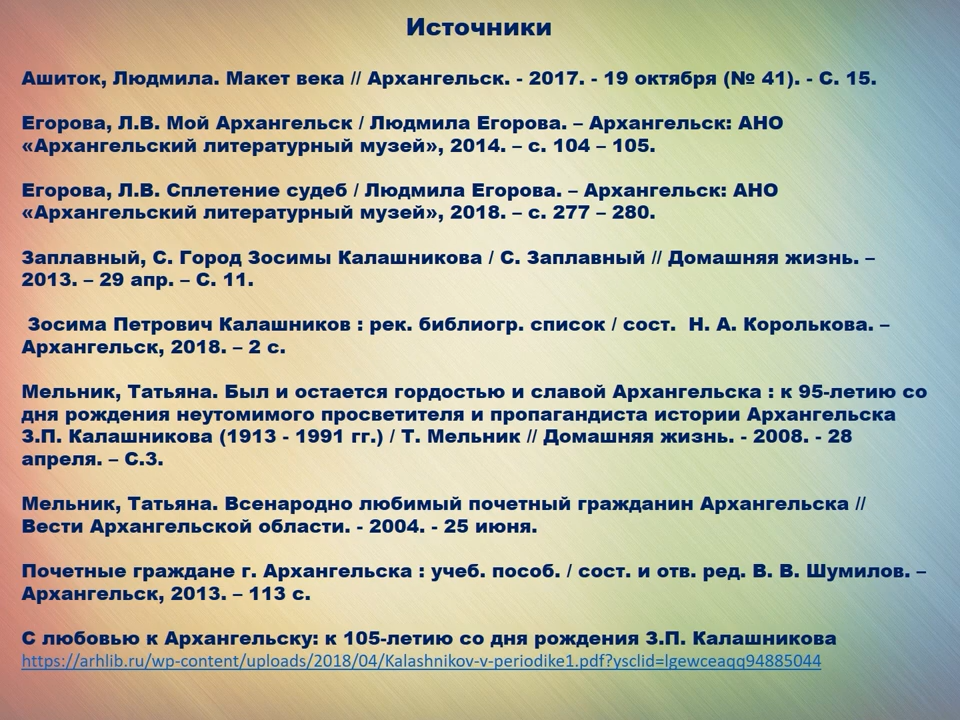 Источники
Ашиток, Людмила. Макет века // Архангельск. - 2017. - 19 октября (№ 41). - С. 15.
Егорова, Л.В. Мой Архангельск / Людмила Егорова. – Архангельск: АНО
«Архангельский литературный музей», 2014. – с. 104 – 105.
Егорова, Л.В. Сплетение судеб / Людмила Егорова. – Архангельск: АНО
«Архангельский литературный музей», 2018. – с. 277 – 280.
Заплавный, С. Город Зосимы Калашникова / С. Заплавный // Домашняя жизнь. –
2013. – 29 апр. – С. 11.
Зосима Петрович Калашников : рек. библиогр. список / сост. Н. А. Королькова. –
Архангельск, 2018. – 2 с.
Мельник, Татьяна. Был и остается гордостью и славой Архангельска : к 95-летию со
дня рождения неутомимого просветителя и пропагандиста истории Архангельска
З.П. Калашникова (1913 - 1991 гг.) / Т. Мельник // Домашняя жизнь. - 2008. - 28
апреля. – С.3.
Мельник, Татьяна. Всенародно любимый почетный гражданин Архангельска //
Вести Архангельской области. - 2004. - 25 июня.
Почетные граждане г. Архангельска : учеб. пособ. / сост. и отв. ред. В. В. Шумилов. –
Архангельск, 2013. – 113 с.
С любовью к Архангельску: к 105-летию со дня рождения З.П. Калашникова
https://arhlib.ru/wp-content/uploads/2018/04/Kalashnikov-v-periodike1.pdf?ysclid=lgewceaqq94885044